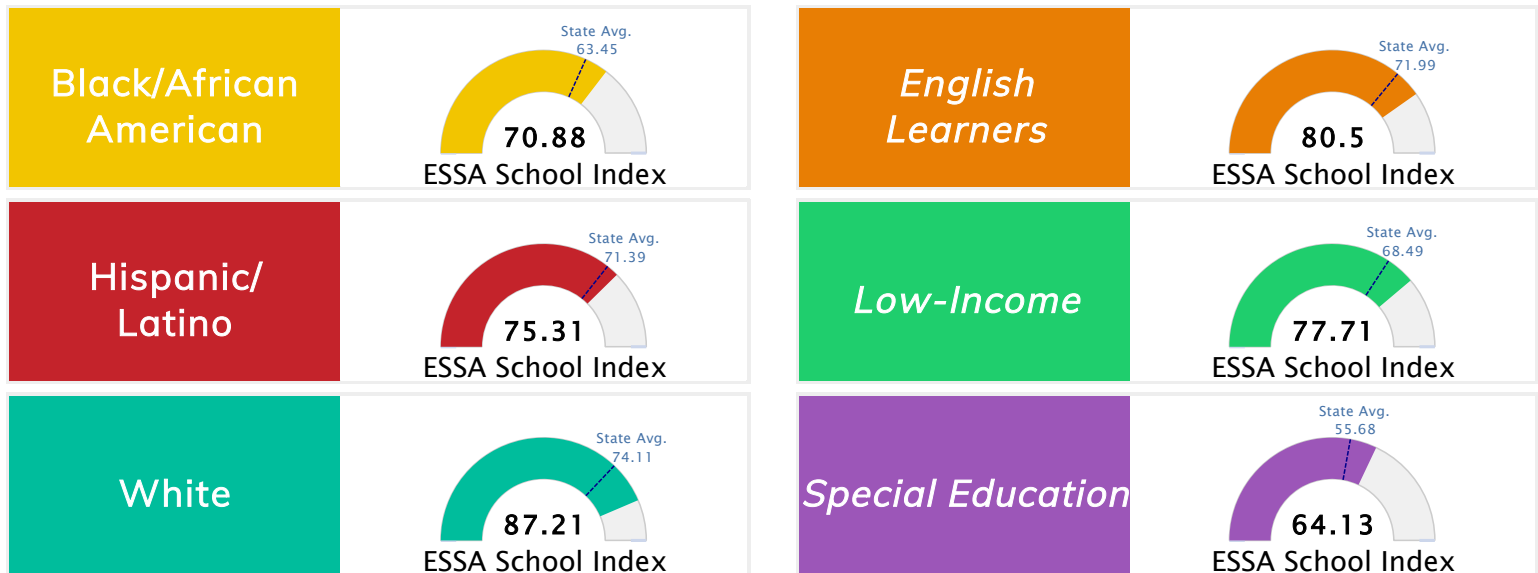 Black/African
American
State Avg.
63.45
70.88
ESSA School Index
English
Learners
State Avg.
71.99
80.5
ESSA School Index
Hispanic/
Latino
State Avg.
71.39
75.31
ESSA School Index
Low-Income
State Avg.
68.49
77.71
ESSA School Index
White
State Avg.
74.11
87.21
ESSA School Index
Special Education
State Avg.
55.68
64.13
ESSA School Index